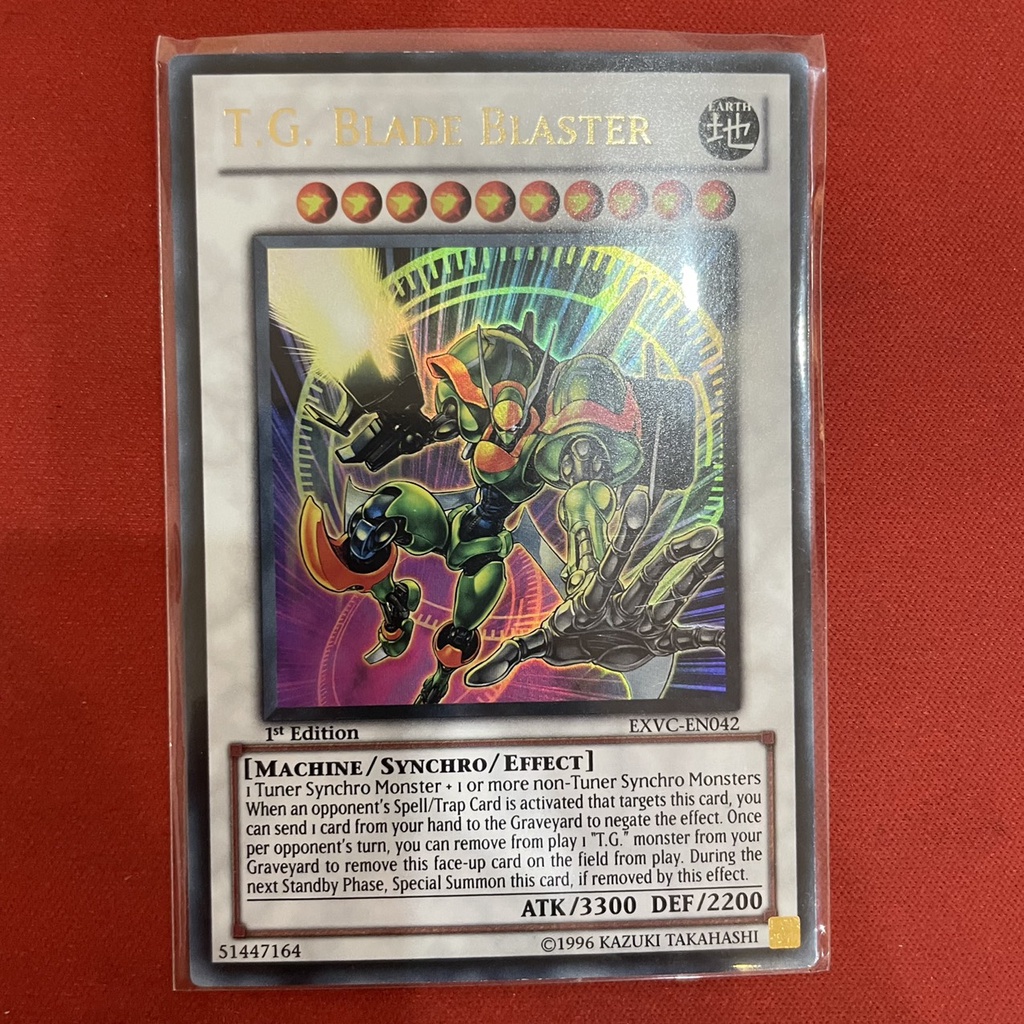 T.G. BLADE BLASTER
EARTH
地
1st Edition
EXVC-EN042
[MACHINE/SYNCHRO/EFFECT]
1 Tuner Synchro Monster + 1 or more non-Tuner Synchro Monsters
When an opponent's Spell/Trap Card is activated that targets this card, you
can send 1 card from your hand to the Graveyard to negate the effect. Once
per opponent's turn, you can remove from play 1 "T.G." monster from your
Graveyard to remove this face-up card on the field from play. During the
next Standby Phase, Special Summon this card, if removed by this effect.
ATK/3300 DEF/2200
51447164
©1996 KAZUKI TAKAHASHI